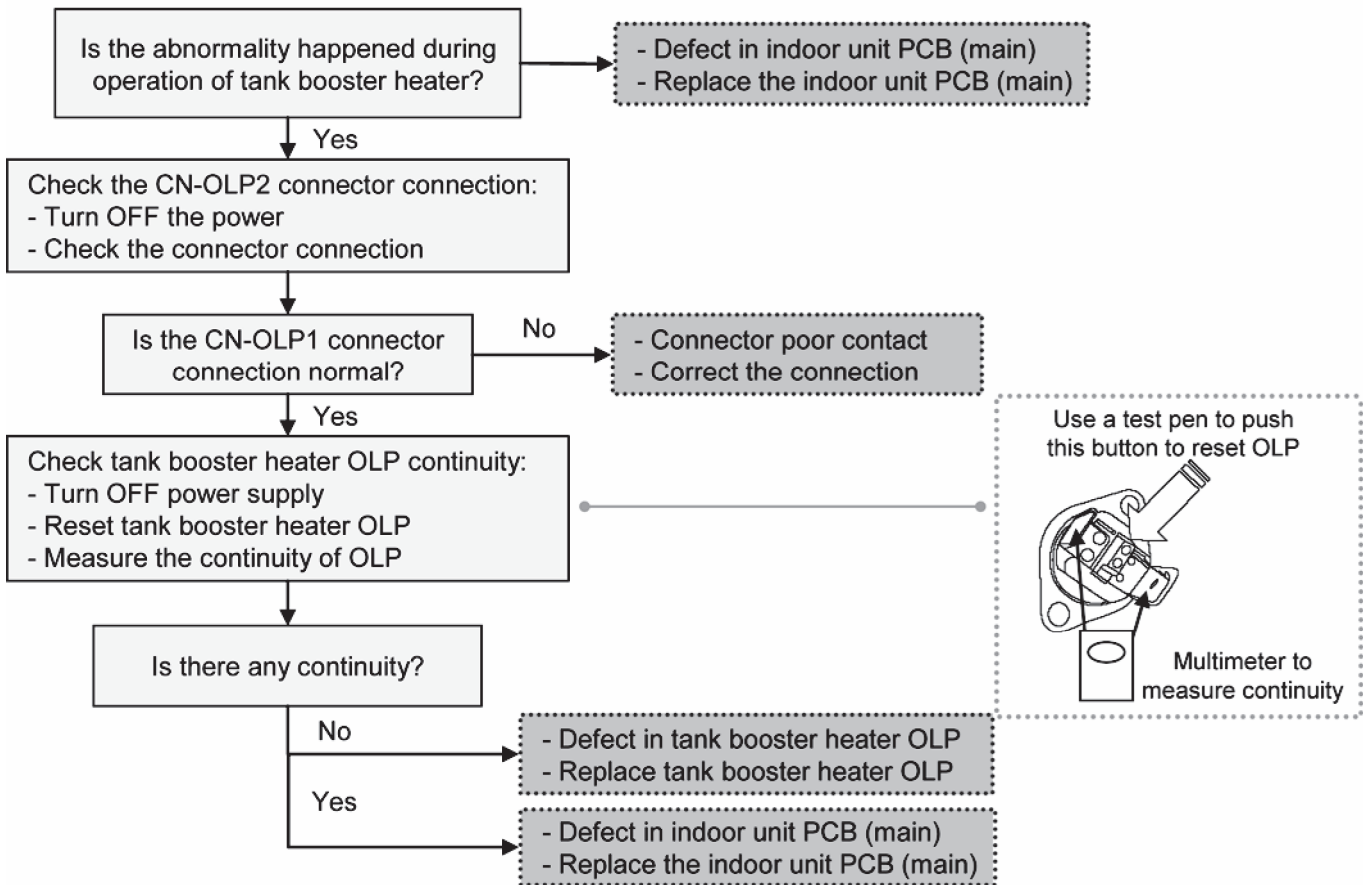 Is the abnormality happened during
operation of tank booster heater?
- Defect in indoor unit PCB (main)
- Replace the indoor unit PCB (main)
Yes
Check the CN-OLP2 connector connection:
- Turn OFF the power
- Check the connector connection
Is the CN-OLP1 connector
connection normal?
No
- Connector poor contact
- Correct the connection
Yes
Check tank booster heater OLP continuity:
- Turn OFF power supply
- Reset tank booster heater OLP
- Measure the continuity of OLP
Use a test pen to push
this button to reset OLP
Multimeter to
measure continuity
Is there any continuity?
No
- Defect in tank booster heater OLP
- Replace tank booster heater OLP
Yes
- Defect in indoor unit PCB (main)
- Replace the indoor unit PCB (main)